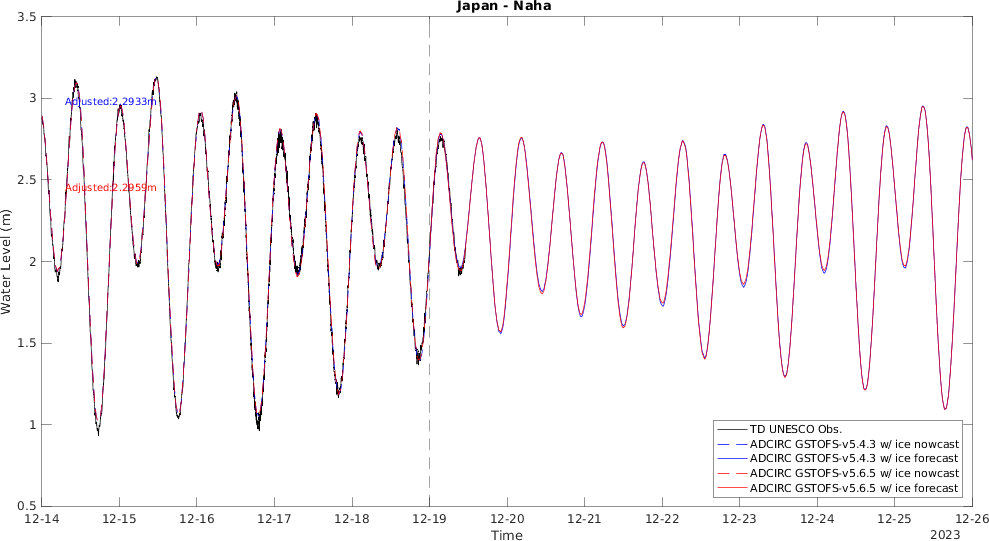 Japan - Naha
3.5
3
2.5
2
1.5
1
0.5
Water Level (m)
Adjusted:2.2933m
Adjusted:2.2959m
TD UNESCO Obs.
ADCIRC GSTOFS-v5.4.3 w/ ice nowcast
ADCIRC GSTOFS-v5.4.3 w/ ice forecast
ADCIRC GSTOFS-v5.6.5 w/ ice nowcast
ADCIRC GSTOFS-v5.6.5 w/ ice forecast
12-14 12-15 12-16 12-17 12-18 12-19 12-20 12-21 12-22 12-23 12-24 12-25 12-26
Time
2023